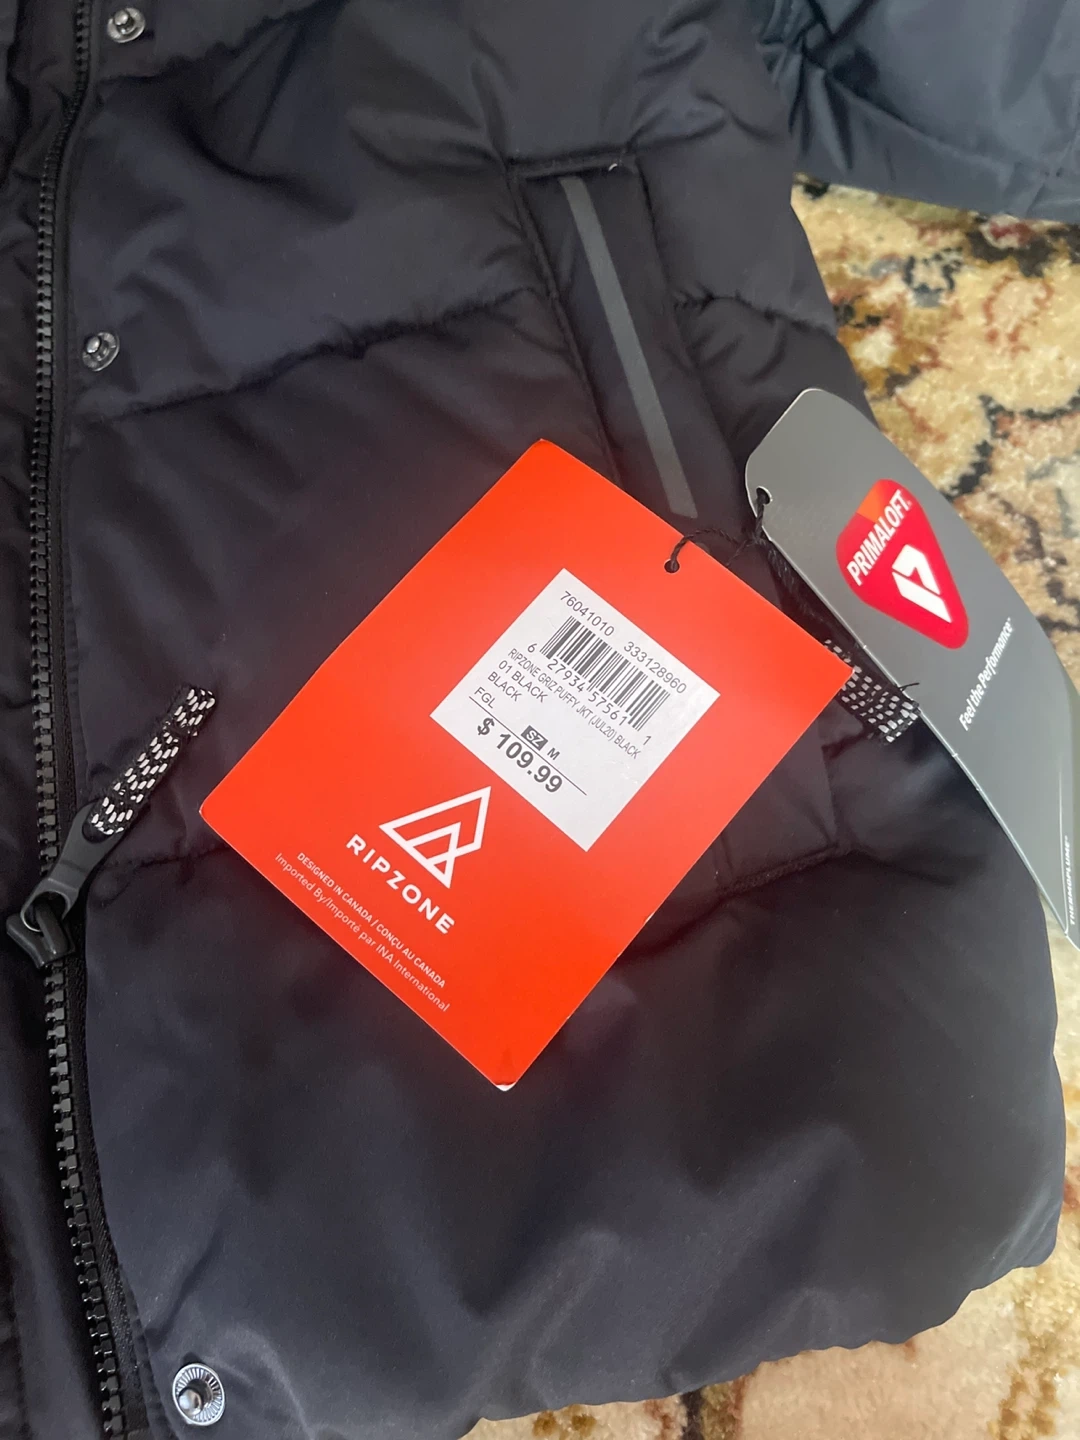 76041010 333128960
6 27934 57561 1
RIPZONE GRIZ PUFFY JKT (JUL20) BLACK
01 BLACK
BLACK
FGL
SZ M
$ 109.99
RIPZONE
DESIGNED IN CANADA / CONÇU AU CANADA
Imported By/Importé par INA International
PRIMALOFT®
Feel the Performance™
THERMOPLUME®